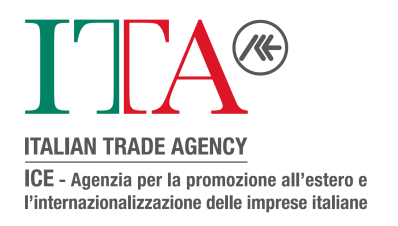 ITA
ITALIAN TRADE AGENCY
ICE - Agenzia per la promozione all'estero e
l'internazionalizzazione delle imprese italiane